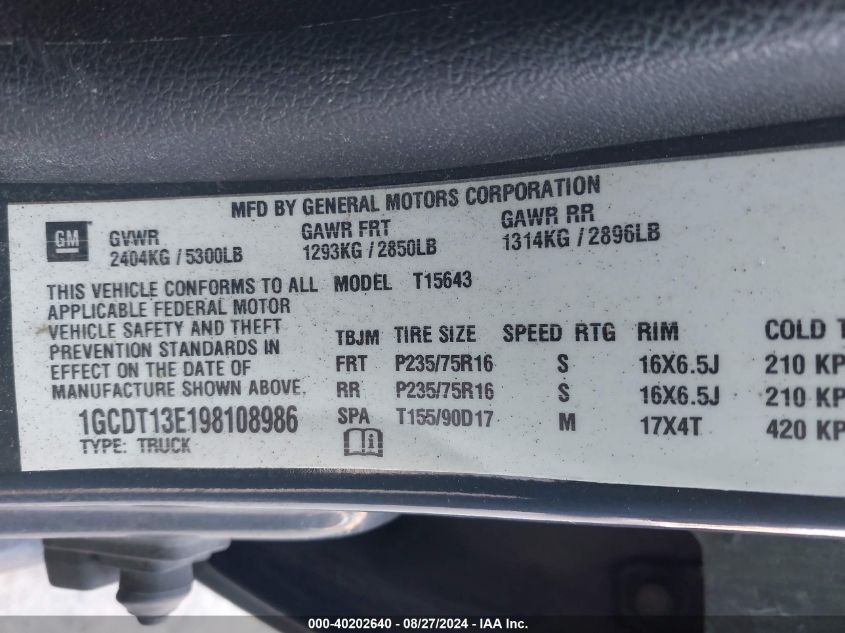 MFD BY GENERAL MOTORS CORPORATION
GM
GVWR GAWR FRT GAWR RR
2404KG / 5300LB 1293KG / 2850LB 1314KG / 2896LB
THIS VEHICLE CONFORMS TO ALL MODEL T15643
APPLICABLE FEDERAL MOTOR
VEHICLE SAFETY AND THEFT
PREVENTION STANDARDS IN
EFFECT ON THE DATE OF
MANUFACTURE SHOWN ABOVE.
1GCDT13E198108986
TYPE: TRUCK
TBJM TIRE SIZE SPEED RTG RIM COLD T
FRT P235/75R16 S 16X6.5J 210 KP
RR P235/75R16 S 16X6.5J 210 KP
SPA T155/90D17 M 17X4T 420 KP
000-40202640 - 08/27/2024 - IAA Inc.